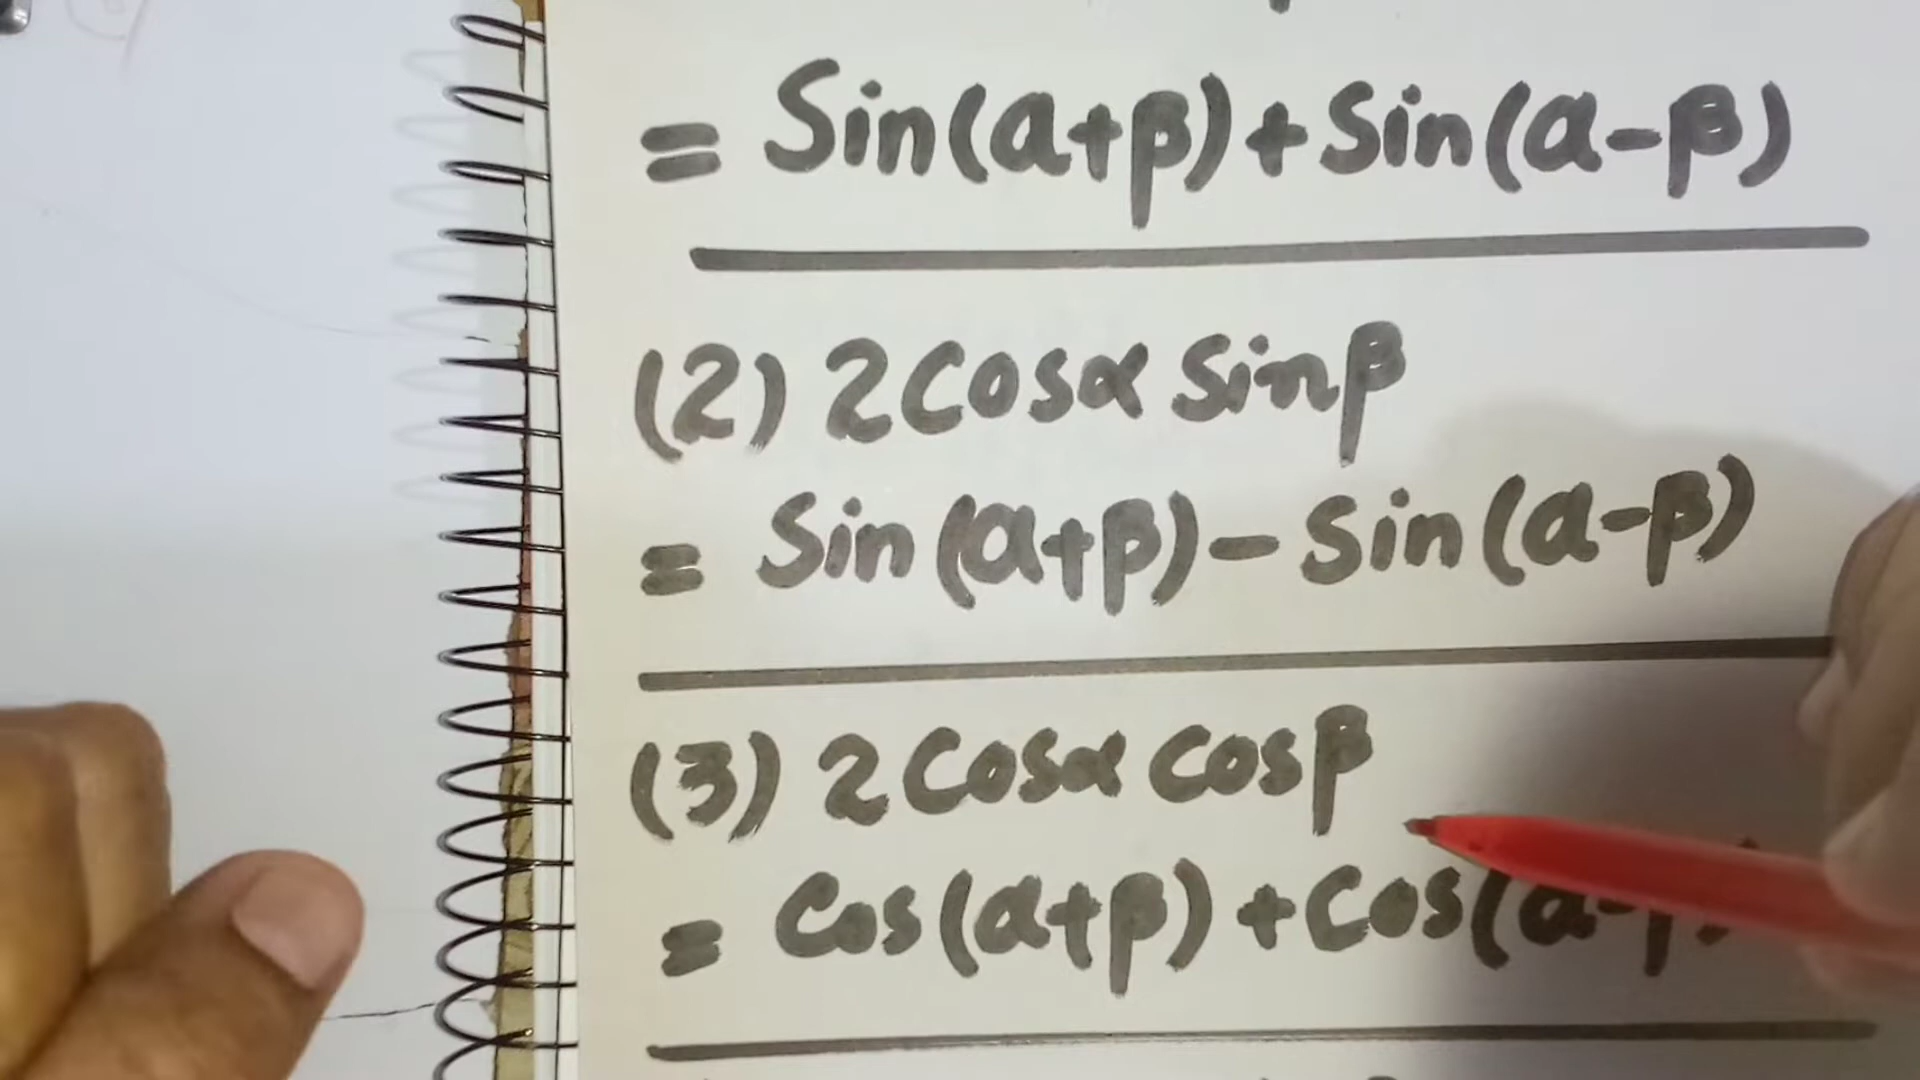 = Sin(α+β)+Sin(α-β)
(2) 2Cosα Sinβ
= Sin(α+β)-Sin(α-β)
(3) 2Cosα Cosβ
= Cos(α+β)+Cos(α-